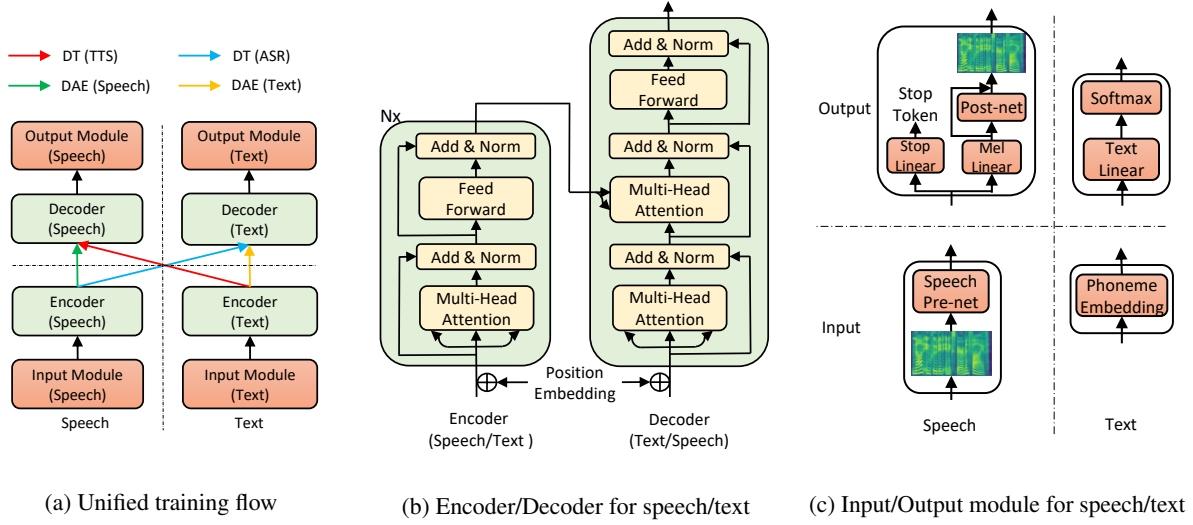 DT (TTS)
DT (ASR)
DAE (Speech)
DAE (Text)
Output Module
(Speech)
Output Module
(Text)
Decoder
(Speech)
Decoder
(Text)
Encoder
(Speech)
Encoder
(Text)
Input Module
(Speech)
Input Module
(Text)
Speech
Text
(a) Unified training flow
Nx
Add & Norm
Feed
Forward
Add & Norm
Multi-Head
Attention
Add & Norm
Feed
Forward
Add & Norm
Multi-Head
Attention
Add & Norm
Multi-Head
Attention
Position
Embedding
Encoder
(Speech/Text )
Decoder
(Text/Speech)
(b) Encoder/Decoder for speech/text
Output
Stop
Token
Post-net
Stop
Linear
Mel
Linear
Softmax
Text
Linear
Input
Speech
Pre-net
Phoneme
Embedding
Speech
Text
(c) Input/Output module for speech/text